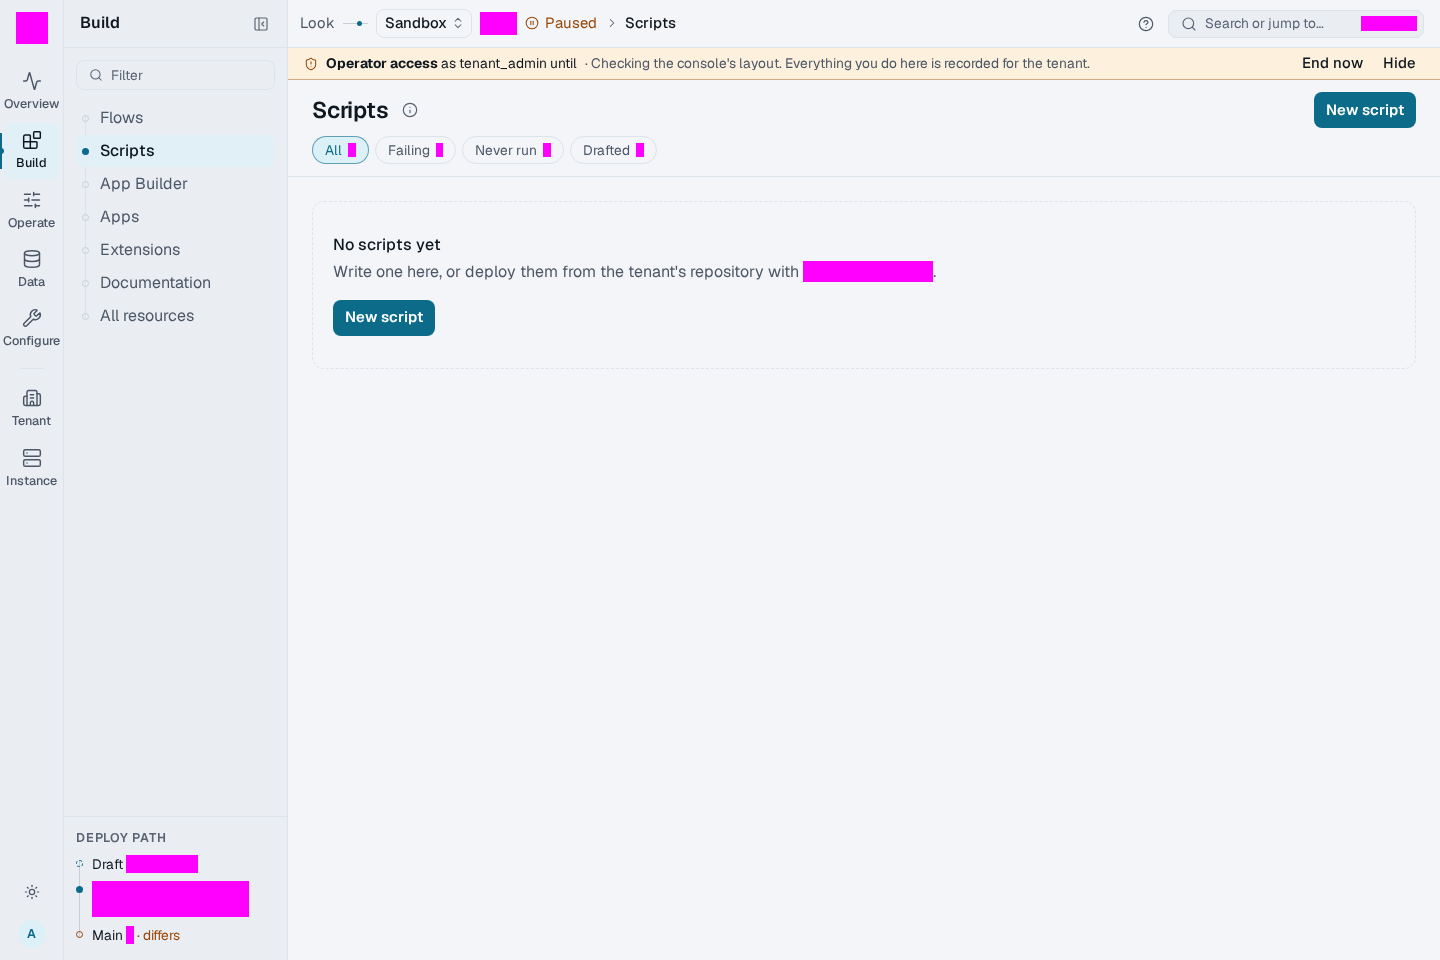 Build
Look
Sandbox
Paused
Scripts
Search or jump to...
Operator access as tenant_admin until · Checking the console's layout. Everything you do here is recorded for the tenant.
End now
Hide
Filter
Overview
Build
Operate
Data
Configure
Tenant
Instance
A
Flows
Scripts
App Builder
Apps
Extensions
Documentation
All resources
Scripts
New script
All
Failing
Never run
Drafted
No scripts yet
Write one here, or deploy them from the tenant's repository with .
New script
DEPLOY PATH
Draft
Main · differs